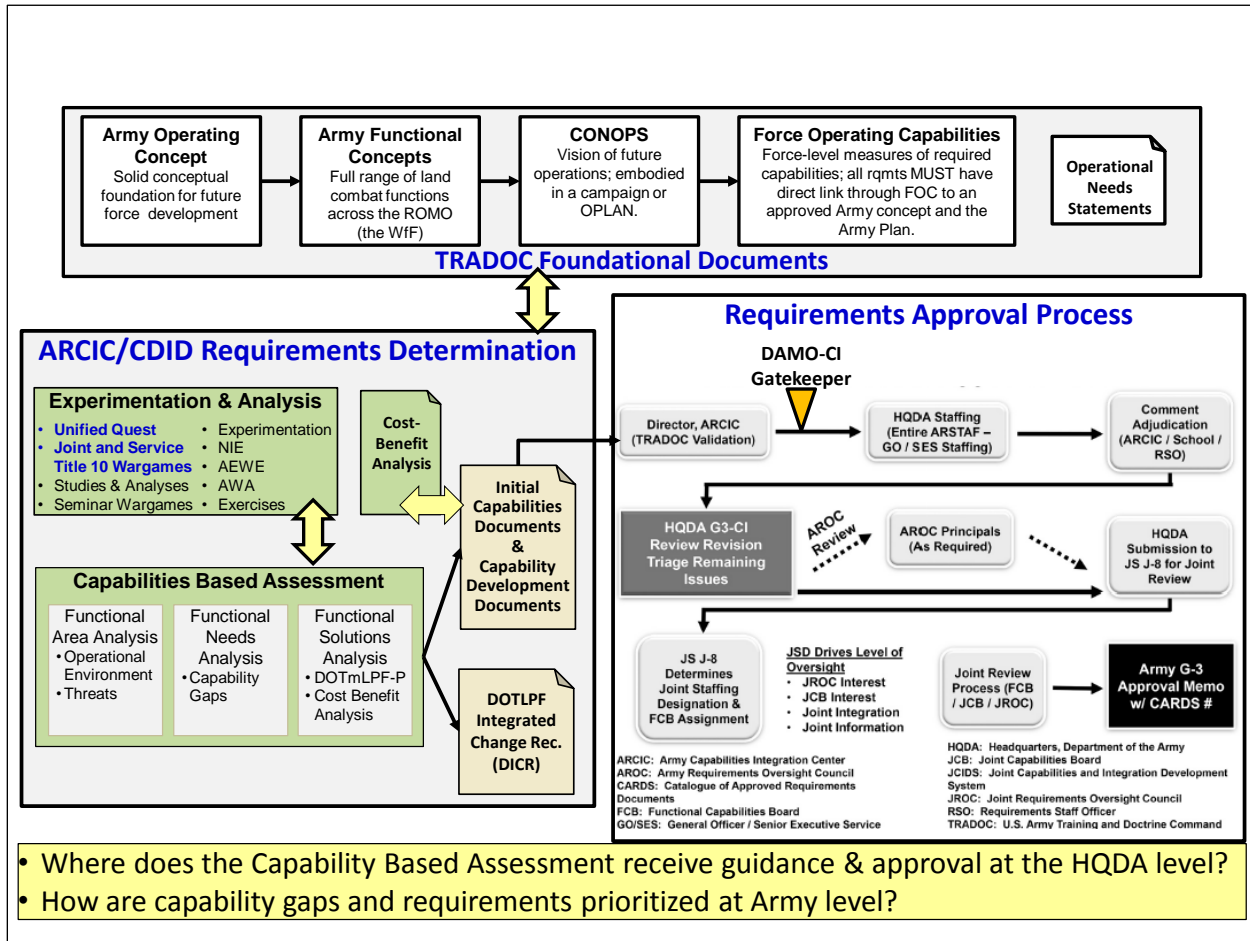 Army Operating
Concept
Solid conceptual
foundation for future
force development
Army Functional
Concepts
Full range of land
combat functions
across the ROMO
(the WfF)
CONOPS
Vision of future
operations; embodied
in a campaign or
OPLAN.
Force Operating Capabilities
Force-level measures of required
capabilities; all rqmts MUST have
direct link through FOC to an
approved Army concept and the
Army Plan.
Operational
Needs
Statements
TRADOC Foundational Documents
ARCIC/CDID Requirements Determination
Experimentation & Analysis
• Unified Quest
• Joint and Service
Title 10 Wargames
• Studies & Analyses
• Seminar Wargames
• Experimentation
• NIE
• AEWE
• AWA
• Exercises
Cost-
Benefit
Analysis
Initial
Capabilities
Documents
&
Capability
Development
Documents
Capabilities Based Assessment
Functional
Area Analysis
•Operational
Environment
•Threats
Functional
Needs
Analysis
•Capability
Gaps
Functional
Solutions
Analysis
•DOTmLPF-P
•Cost Benefit
Analysis
DOTLPF
Integrated
Change Rec.
(DICR)
Requirements Approval Process
DAMO-CI
Gatekeeper
Director, ARCIC
(TRADOC Validation)
HQDA Staffing
(Entire ARSTAF –
GO / SES Staffing)
Comment
Adjudication
(ARCIC / School /
RSO)
HQDA G3-CI
Review Revision
Triage Remaining
Issues
AROC
Review
AROC Principals
(As Required)
HQDA
Submission to
JS J-8 for Joint
Review
JS J-8
Determines
Joint Staffing
Designation &
FCB Assignment
JSD Drives Level of
Oversight
• JROC Interest
• JCB Interest
• Joint Integration
• Joint Information
Joint Review
Process (FCB
/ JCB / JROC)
Army G-3
Approval Memo
w/ CARDS #
ARCIC: Army Capabilities Integration Center
AROC: Army Requirements Oversight Council
CARDS: Catalogue of Approved Requirements
Documents
FCB: Functional Capabilities Board
GO/SES: General Officer / Senior Executive Service
HQDA: Headquarters, Department of the Army
JCB: Joint Capabilities Board
JCIDS: Joint Capabilities and Integration Development
System
JROC: Joint Requirements Oversight Council
RSO: Requirements Staff Officer
TRADOC: U.S. Army Training and Doctrine Command
• Where does the Capability Based Assessment receive guidance & approval at the HQDA level?
• How are capability gaps and requirements prioritized at Army level?